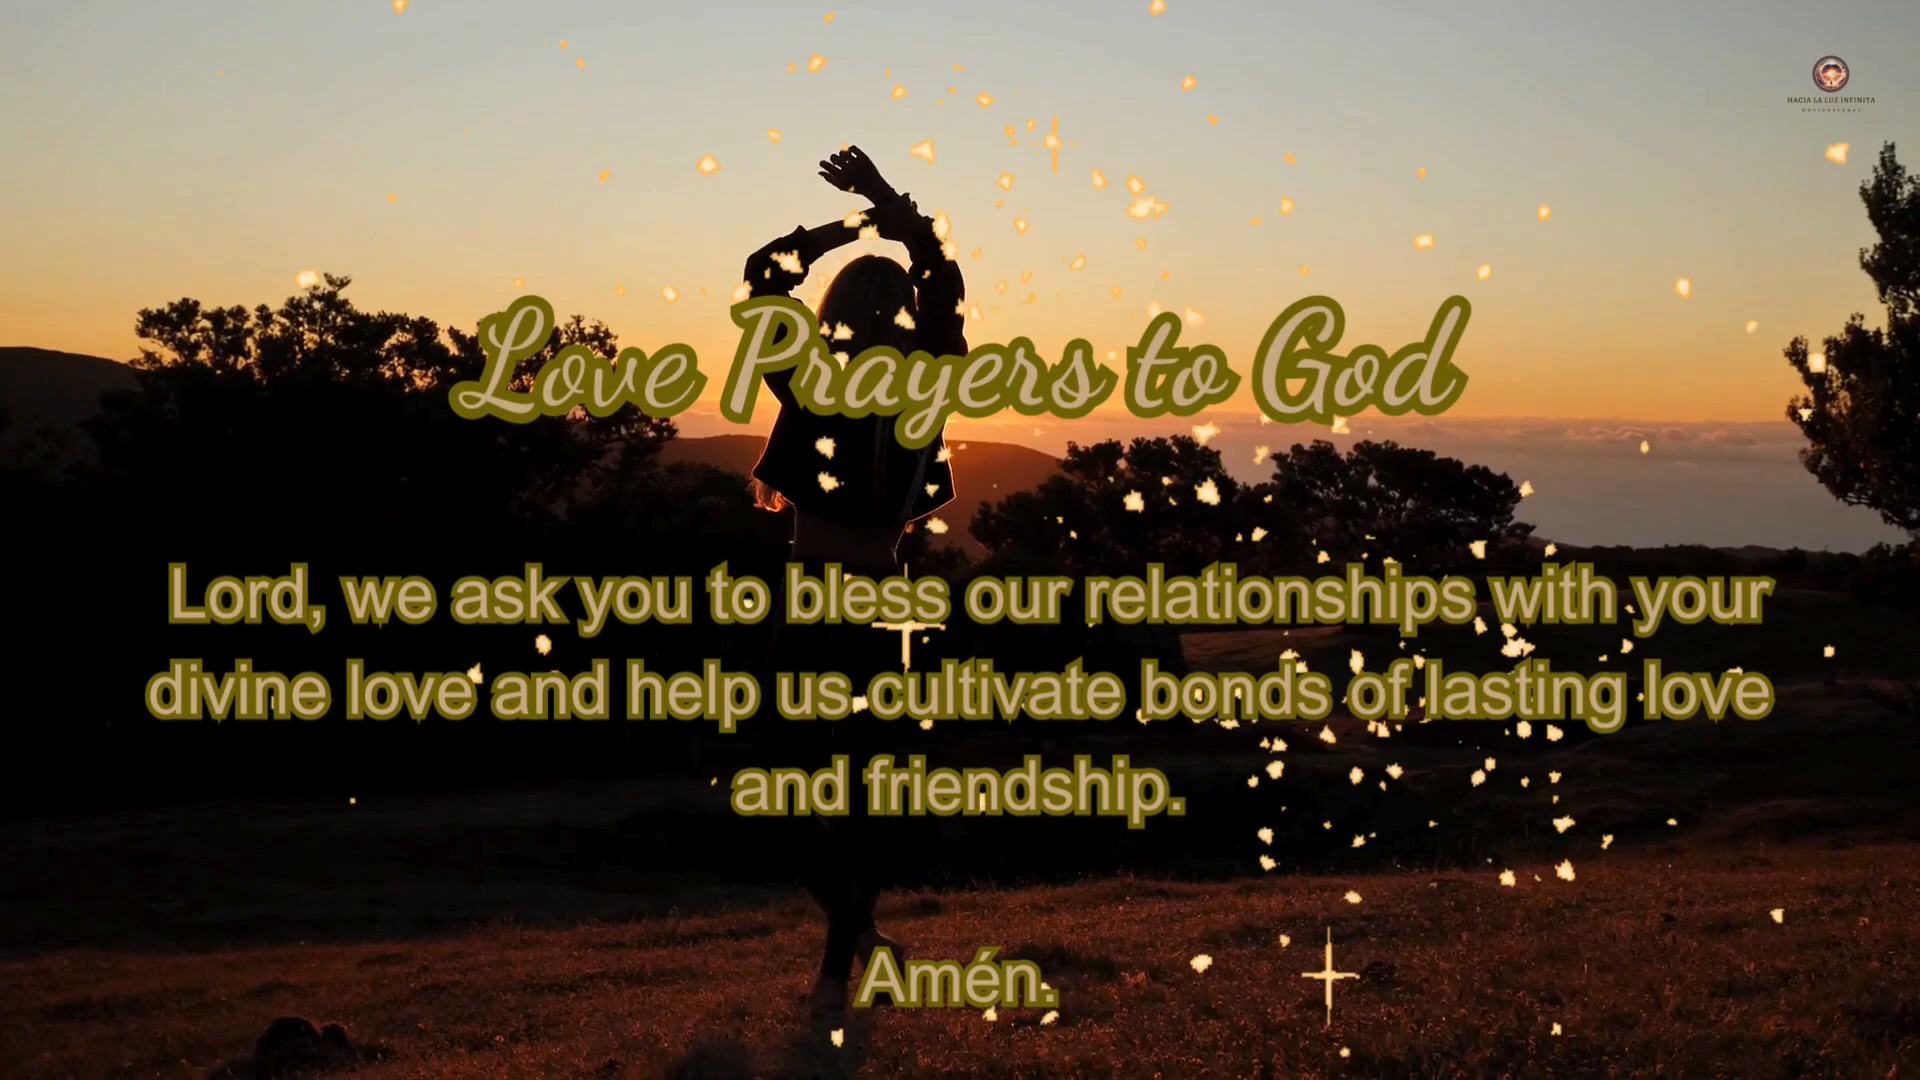 HACIA LA LUZ INFINITA
MOTIVACIONAL
Love Prayers to God
Lord, we ask you to bless our relationships with your
divine love and help us cultivate bonds of lasting love
and friendship.
Amén.